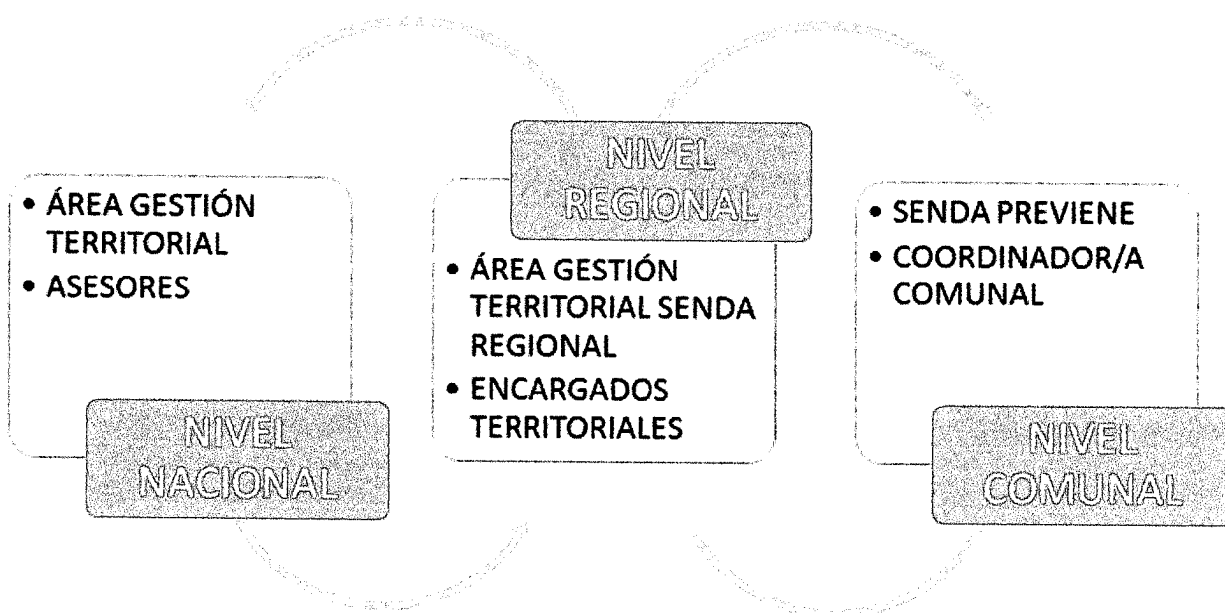 • ÁREA GESTIÓN
TERRITORIAL
• ASESORES
NIVEL
NACIONAL
NIVEL
REGIONAL
• ÁREA GESTIÓN
TERRITORIAL SENDA
REGIONAL
• ENCARGADOS
TERRITORIALES
• SENDA PREVIENE
• COORDINADOR/A
COMUNAL
NIVEL
COMUNAL